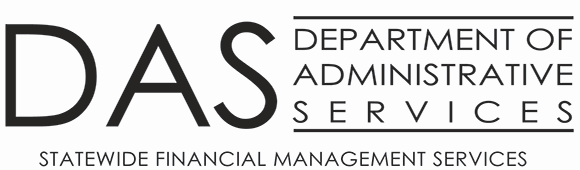 DAS
DEPARTMENT OF
ADMINISTRATIVE
SERVICES
STATEWIDE FINANCIAL MANAGEMENT SERVICES